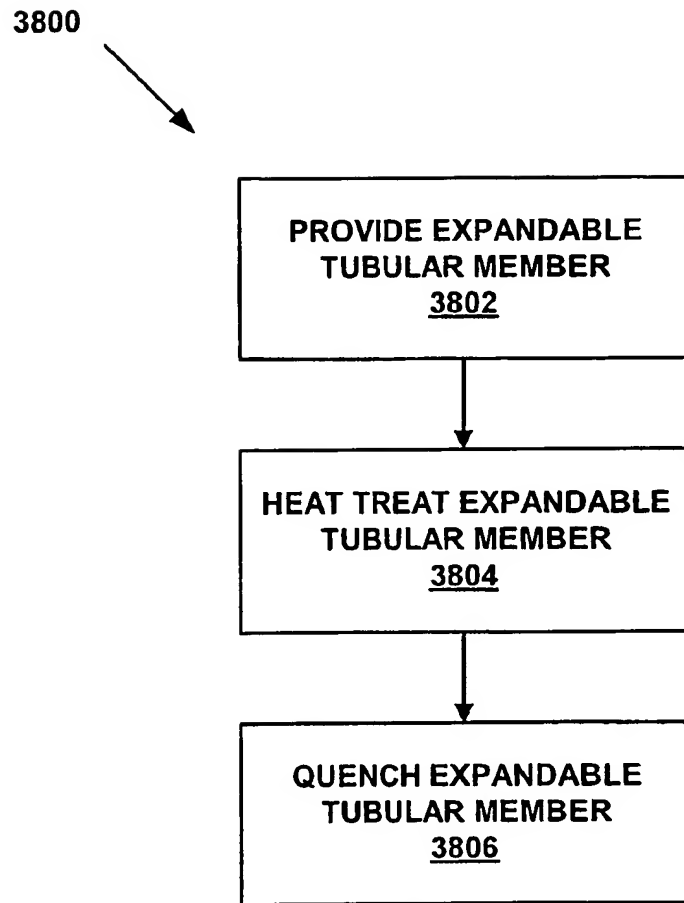 3800
PROVIDE EXPANDABLE
TUBULAR MEMBER
3802
HEAT TREAT EXPANDABLE
TUBULAR MEMBER
3804
QUENCH EXPANDABLE
TUBULAR MEMBER
3806